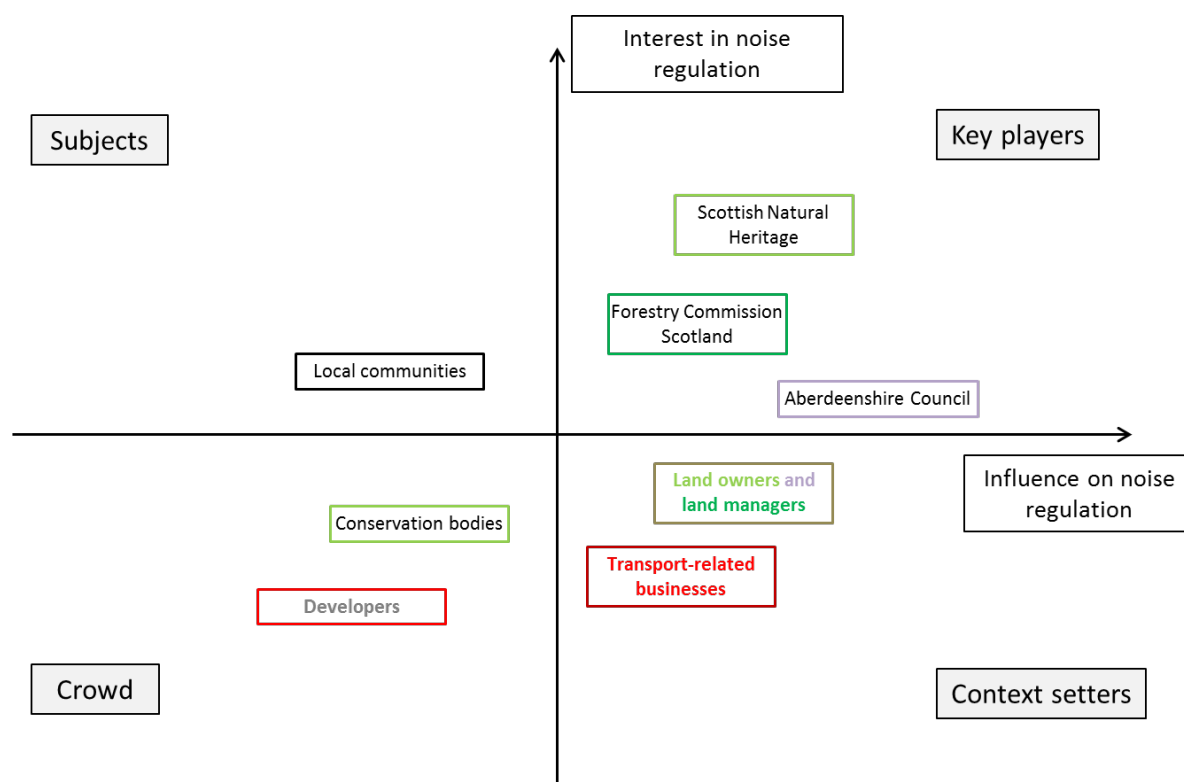 Interest in noise
regulation
Subjects
Key players
Scottish Natural
Heritage
Forestry Commission
Scotland
Local communities
Aberdeenshire Council
Land owners and
land managers
Influence on noise
regulation
Conservation bodies
Transport-related
businesses
Developers
Crowd
Context setters